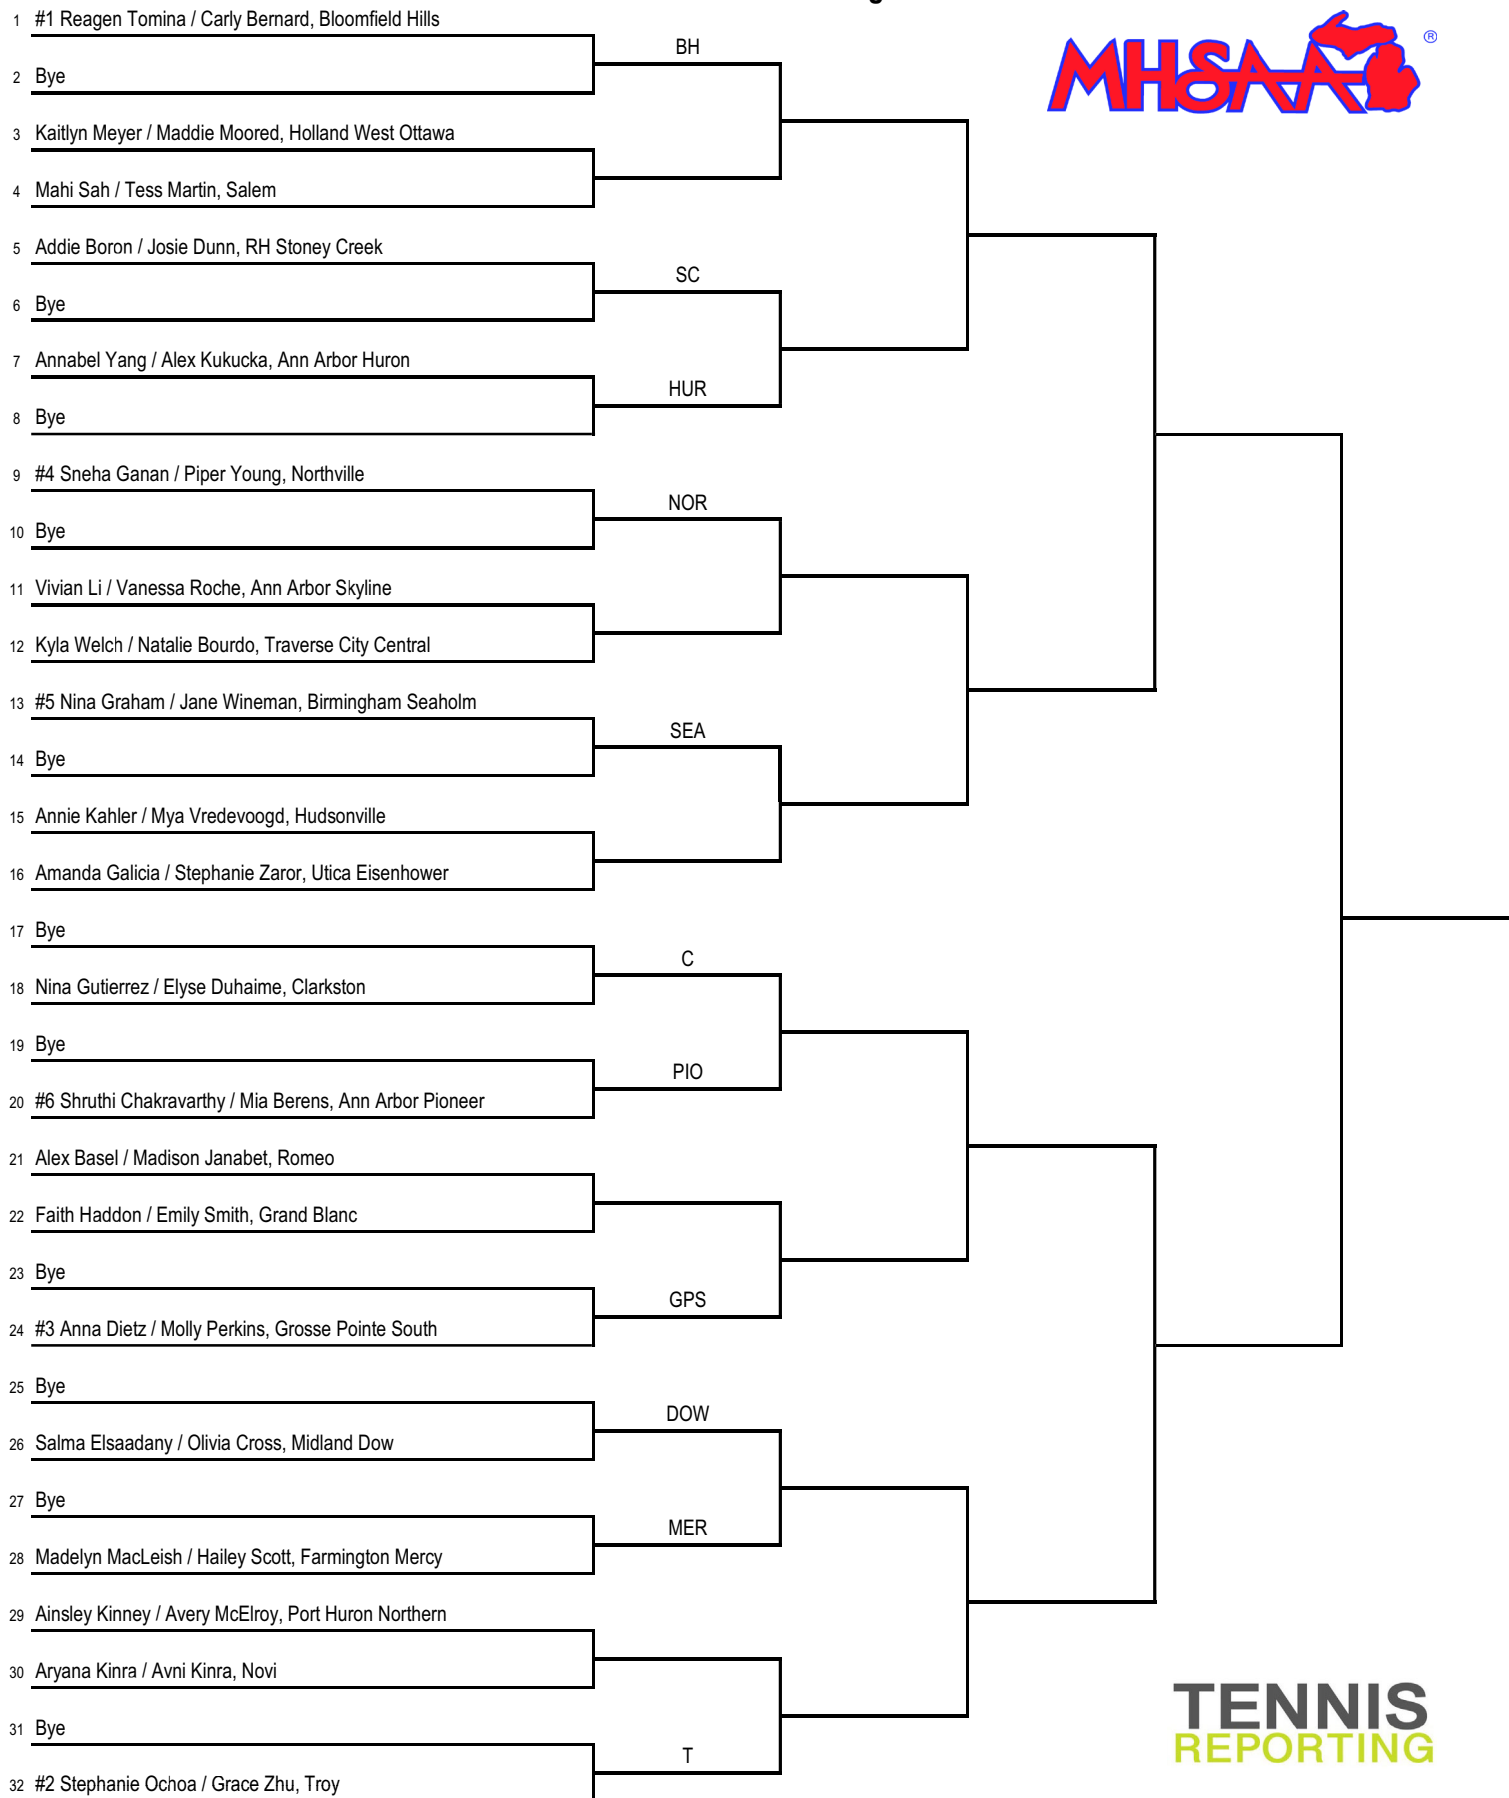 1 #1 Reagen Tomina / Carly Bernard, Bloomfield Hills
BH
2 Bye
3 Kaitlyn Meyer / Maddie Moored, Holland West Ottawa
4 Mahi Sah / Tess Martin, Salem
5 Addie Boron / Josie Dunn, RH Stoney Creek
SC
6 Bye
7 Annabel Yang / Alex Kukucka, Ann Arbor Huron
HUR
8 Bye
9 #4 Sneha Ganan / Piper Young, Northville
NOR
10 Bye
11 Vivian Li / Vanessa Roche, Ann Arbor Skyline
12 Kyla Welch / Natalie Bourdo, Traverse City Central
13 #5 Nina Graham / Jane Wineman, Birmingham Seaholm
SEA
14 Bye
15 Annie Kahler / Mya Vredevoogd, Hudsonville
16 Amanda Galicia / Stephanie Zaror, Utica Eisenhower
17 Bye
C
18 Nina Gutierrez / Elyse Duhaime, Clarkston
19 Bye
PIO
20 #6 Shruthi Chakravarthy / Mia Berens, Ann Arbor Pioneer
21 Alex Basel / Madison Janabet, Romeo
22 Faith Haddon / Emily Smith, Grand Blanc
23 Bye
GPS
24 #3 Anna Dietz / Molly Perkins, Grosse Pointe South
25 Bye
DOW
26 Salma Elsaadany / Olivia Cross, Midland Dow
27 Bye
MER
28 Madelyn MacLeish / Hailey Scott, Farmington Mercy
29 Ainsley Kinney / Avery McElroy, Port Huron Northern
30 Aryana Kinra / Avni Kinra, Novi
31 Bye
T
32 #2 Stephanie Ochoa / Grace Zhu, Troy
MHSAA ®
TENNIS
REPORTING